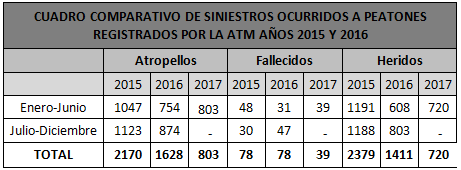 CUADRO COMPARATIVO DE SINIESTROS OCURRIDOS A PEATONES
REGISTRADOS POR LA ATM AÑOS 2015 Y 2016
Atropellos Fallecidos Heridos
2015 2016 2017 2015 2016 2017 2015 2016 2017
Enero-Junio 1047 754 803 48 31 39 1191 608 720
Julio-Diciembre 1123 874 - 30 47 - 1188 803 -
TOTAL 2170 1628 803 78 78 39 2379 1411 720